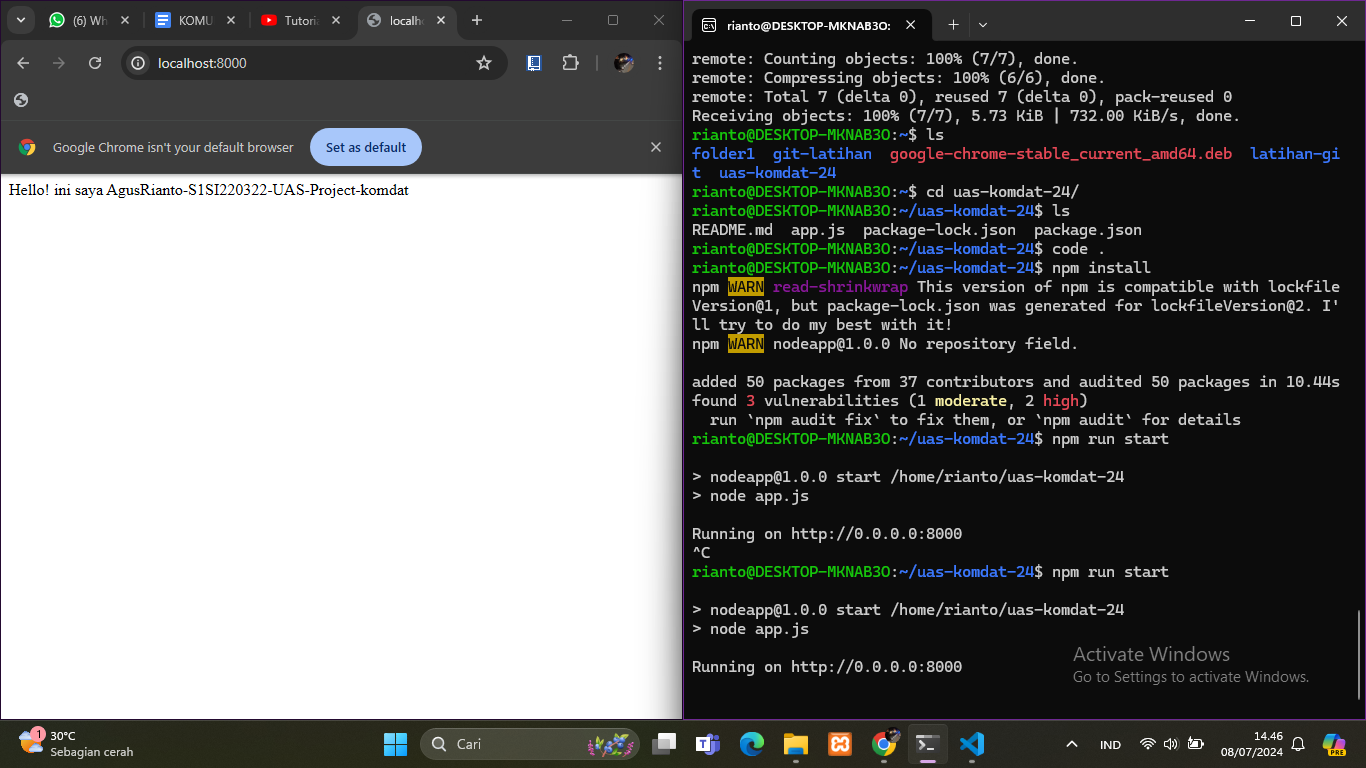 (6) Wh
KOMU
Tutoria
localh
localhost:8000
Google Chrome isn't your default browser
Set as default
Hello! ini saya AgusRianto-S1SI220322-UAS-Project-komdat
rianto@DESKTOP-MKNAB3O:
remote: Counting objects: 100% (7/7), done.
remote: Compressing objects: 100% (6/6), done.
remote: Total 7 (delta 0), reused 7 (delta 0), pack-reused 0
Receiving objects: 100% (7/7), 5.73 KiB | 732.00 KiB/s, done.
rianto@DESKTOP-MKNAB3O:~$ ls
folder1  git-latihan  google-chrome-stable_current_amd64.deb  latihan-gi
t  uas-komdat-24
rianto@DESKTOP-MKNAB3O:~$ cd uas-komdat-24/
rianto@DESKTOP-MKNAB3O:~/uas-komdat-24$ ls
README.md  app.js  package-lock.json  package.json
rianto@DESKTOP-MKNAB3O:~/uas-komdat-24$ code .
rianto@DESKTOP-MKNAB3O:~/uas-komdat-24$ npm install
npm WARN read-shrinkwrap This version of npm is compatible with lockfile
Version@1, but package-lock.json was generated for lockfileVersion@2. I'
ll try to do my best with it!
npm WARN nodeapp@1.0.0 No repository field.
added 50 packages from 37 contributors and audited 50 packages in 10.44s
found 3 vulnerabilities (1 moderate, 2 high)
  run `npm audit fix` to fix them, or `npm audit` for details
rianto@DESKTOP-MKNAB3O:~/uas-komdat-24$ npm run start
> nodeapp@1.0.0 start /home/rianto/uas-komdat-24
> node app.js
Running on http://0.0.0.0:8000
^C
rianto@DESKTOP-MKNAB3O:~/uas-komdat-24$ npm run start
> nodeapp@1.0.0 start /home/rianto/uas-komdat-24
> node app.js
Running on http://0.0.0.0:8000
Activate Windows
Go to Settings to activate Windows.
1
30°C
Sebagian cerah
Cari
IND
14.46
08/07/2024
PRE